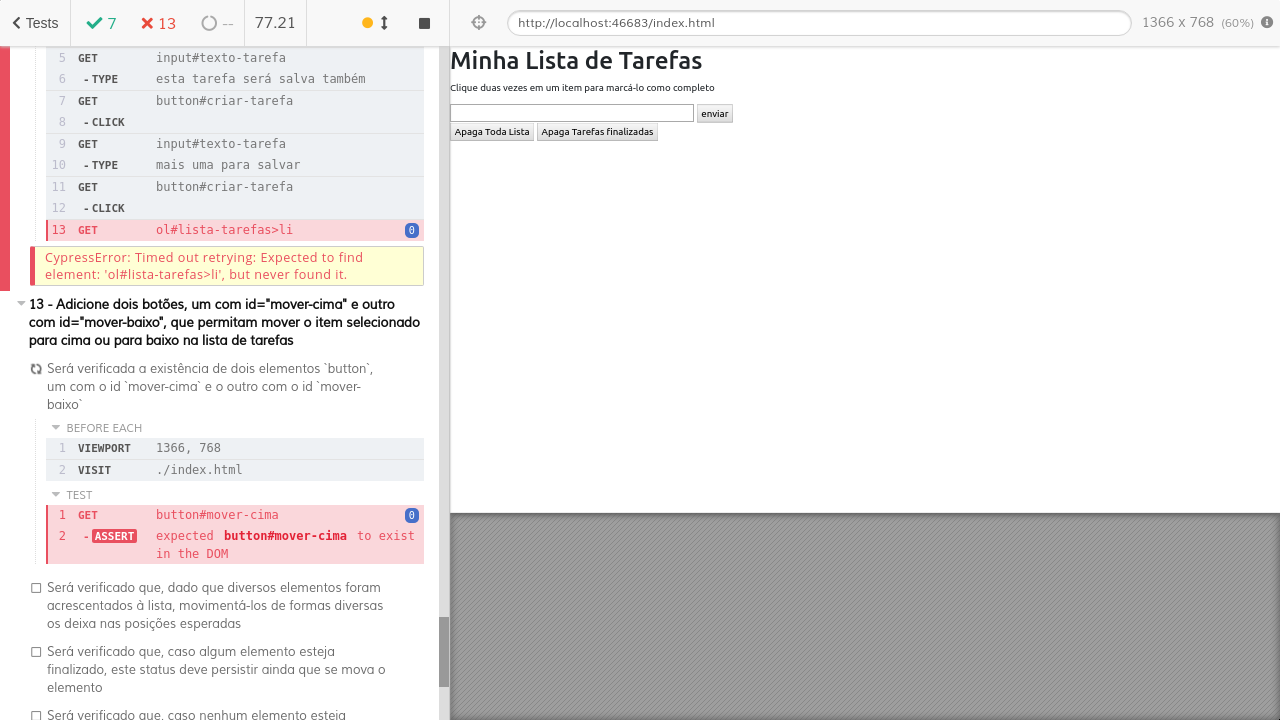 Tests
7
13
--
77.21
http://localhost:46683/index.html
1366 x 768 (60%)
5 GET input#texto-tarefa
6 - TYPE esta tarefa será salva também
7 GET button#criar-tarefa
8 - CLICK
9 GET input#texto-tarefa
10 - TYPE mais uma para salvar
11 GET button#criar-tarefa
12 - CLICK
13 GET ol#lista-tarefas>li 0
CypressError: Timed out retrying: Expected to find
element: 'ol#lista-tarefas>li', but never found it.
13 - Adicione dois botões, um com id="mover-cima" e outro
com id="mover-baixo", que permitam mover o item selecionado
para cima ou para baixo na lista de tarefas
Será verificada a existência de dois elementos `button`,
um com o id `mover-cima` e o outro com o id `mover-
baixo`
BEFORE EACH
1 VIEWPORT 1366, 768
2 VISIT ./index.html
TEST
1 GET button#mover-cima 0
2 - ASSERT expected button#mover-cima to exist
in the DOM
Será verificado que, dado que diversos elementos foram
acrescentados à lista, movimentá-los de formas diversas
os deixa nas posições esperadas
Será verificado que, caso algum elemento esteja
finalizado, este status deve persistir ainda que se mova o
elemento
Será verificado que, caso nenhum elemento esteja
Minha Lista de Tarefas
Clique duas vezes em um item para marcá-lo como completo
enviar
Apaga Toda Lista Apaga Tarefas finalizadas